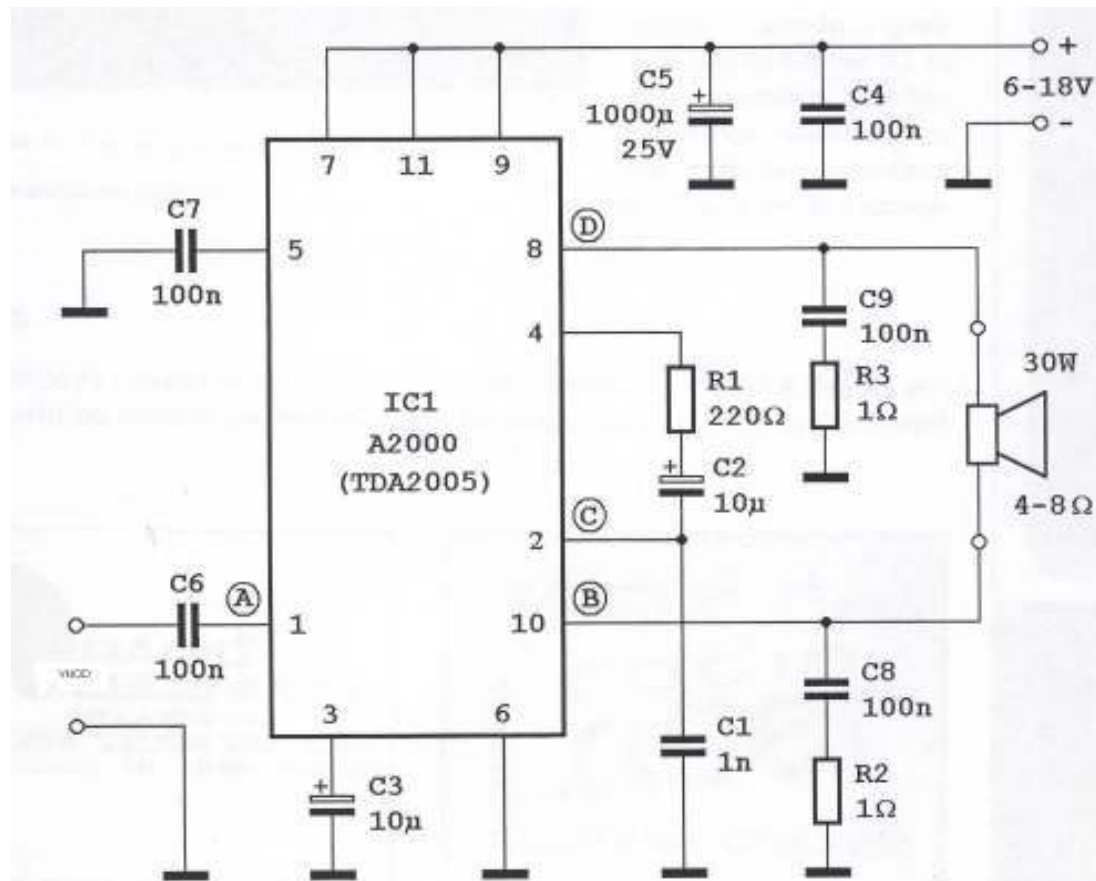 +
6-18V
-
C5
+
1000µ
25V
C4
100n
7 11 9
C7
100n
5
D
8
C9
100n
4
R1
220Ω
R3
1Ω
30W
IC1
A2000
(TDA2005)
+
C2
10µ
4-8Ω
C
2
C6
A
100n
1
B
10
C8
100n
3
6
C1
1n
+
C3
10µ
R2
1Ω